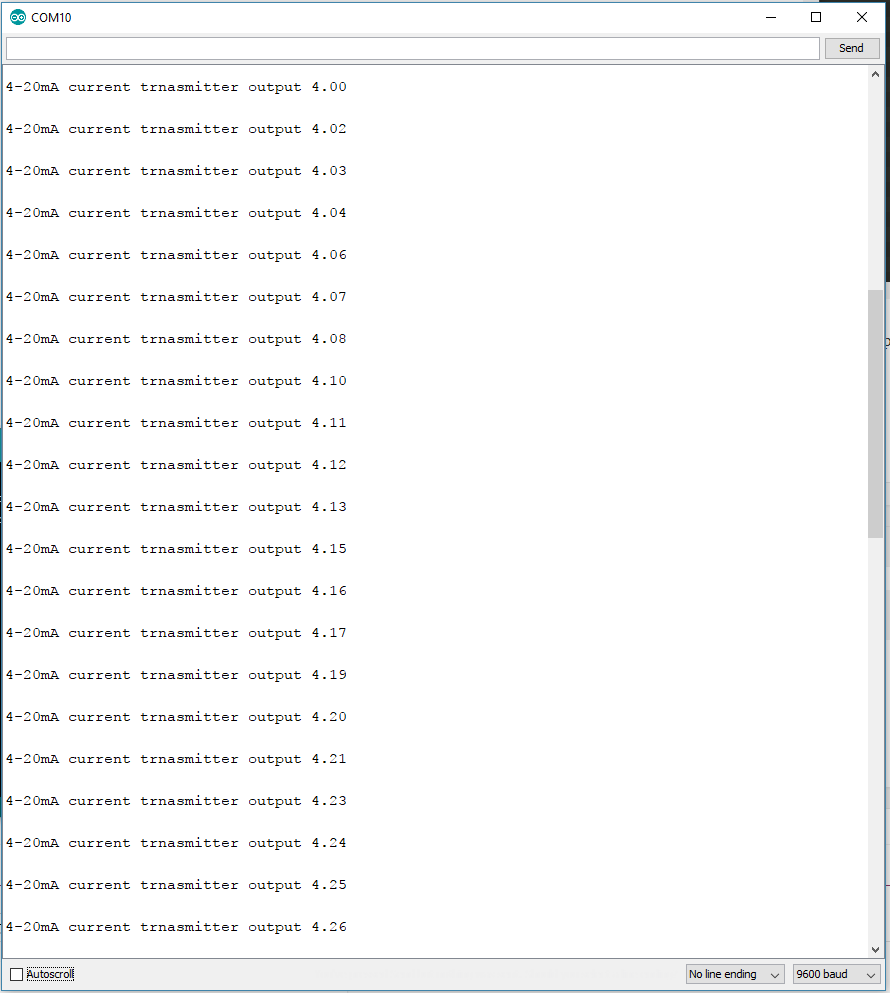 COM10
Send
4-20mA current trnasmitter output 4.00
4-20mA current trnasmitter output 4.02
4-20mA current trnasmitter output 4.03
4-20mA current trnasmitter output 4.04
4-20mA current trnasmitter output 4.06
4-20mA current trnasmitter output 4.07
4-20mA current trnasmitter output 4.08
4-20mA current trnasmitter output 4.10
4-20mA current trnasmitter output 4.11
4-20mA current trnasmitter output 4.12
4-20mA current trnasmitter output 4.13
4-20mA current trnasmitter output 4.15
4-20mA current trnasmitter output 4.16
4-20mA current trnasmitter output 4.17
4-20mA current trnasmitter output 4.19
4-20mA current trnasmitter output 4.20
4-20mA current trnasmitter output 4.21
4-20mA current trnasmitter output 4.23
4-20mA current trnasmitter output 4.24
4-20mA current trnasmitter output 4.25
4-20mA current trnasmitter output 4.26
Autoscroll No line ending 9600 baud